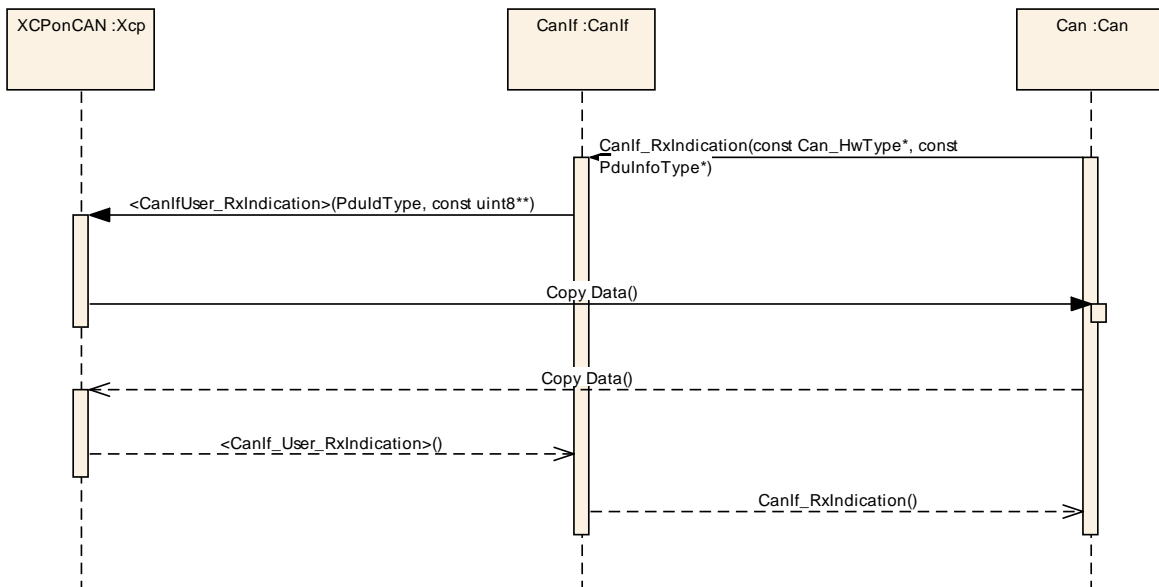 XCPonCAN :Xcp
CanIf :CanIf
Can :Can
CanIf_RxIndication(const Can_HwType*, const
PduInfoType*)
<CanIfUser_RxIndication>(PduIdType, const uint8**)
Copy Data()
Copy Data()
<CanIf_User_RxIndication>()
CanIf_RxIndication()